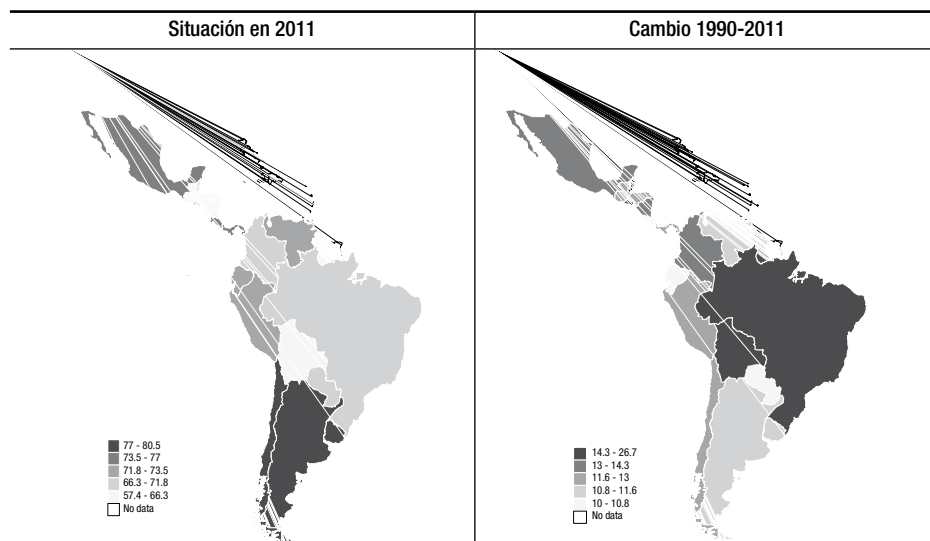 Situación en 2011
Cambio 1990-2011
77 - 80.5
73.5 - 77
71.8 - 73.5
66.3 - 71.8
57.4 - 66.3
No data
14.3 - 26.7
13 - 14.3
11.6 - 13
10.8 - 11.6
10 - 10.8
No data